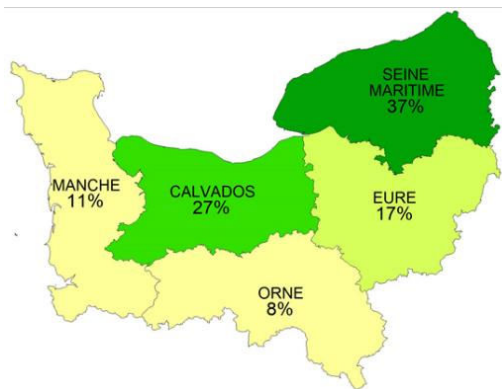 SEINE
MARITIME
37%
MANCHE
11%
CALVADOS
27%
EURE
17%
ORNE
8%